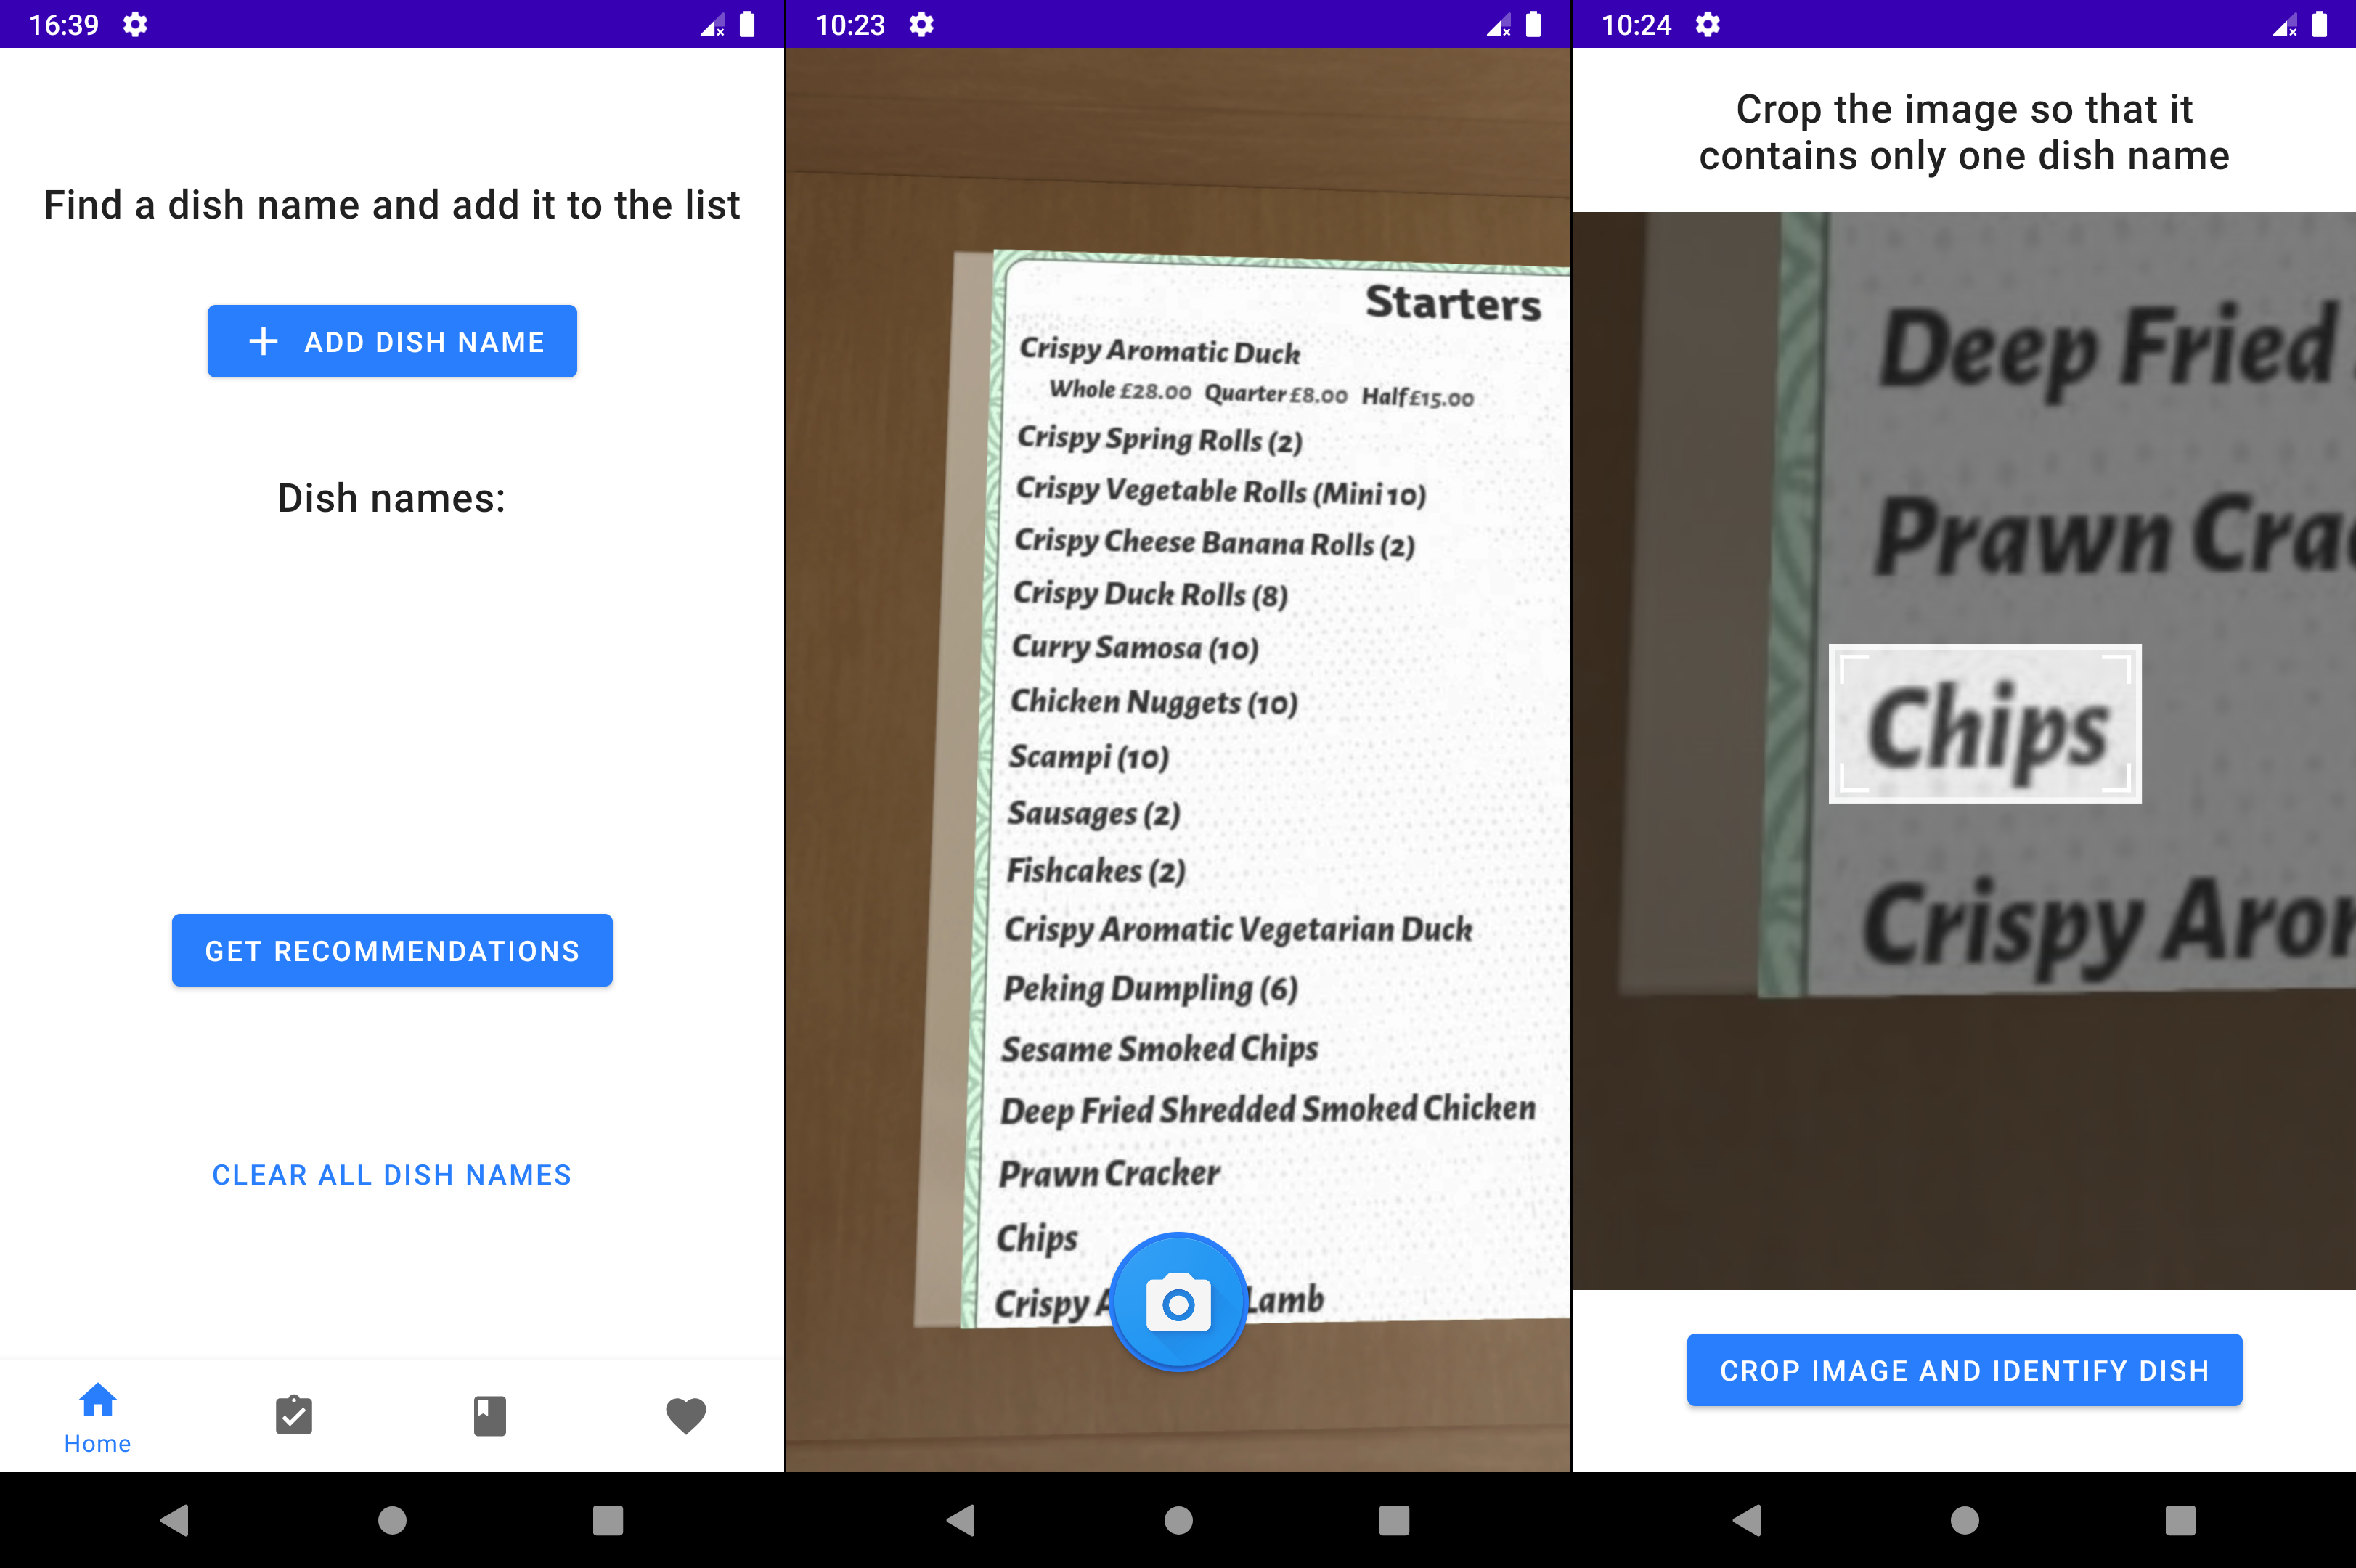 16:39
Find a dish name and add it to the list
ADD DISH NAME
Dish names:
GET RECOMMENDATIONS
CLEAR ALL DISH NAMES
Home
10:23
Starters
Crispy Aromatic Duck
Whole £28.00 Quarter £8.00 Half £15.00
Crispy Spring Rolls (2)
Crispy Vegetable Rolls (Mini 10)
Crispy Cheese Banana Rolls (2)
Crispy Duck Rolls (8)
Curry Samosa (10)
Chicken Nuggets (10)
Scampi (10)
Sausages (2)
Fishcakes (2)
Crispy Aromatic Vegetarian Duck
Peking Dumpling (6)
Sesame Smoked Chips
Deep Fried Shredded Smoked Chicken
Prawn Cracker
Chips
Crispy A Lamb
10:24
Crop the image so that it
contains only one dish name
Deep Fried
Prawn Crac
Chips
Crispy Aro
CROP IMAGE AND IDENTIFY DISH